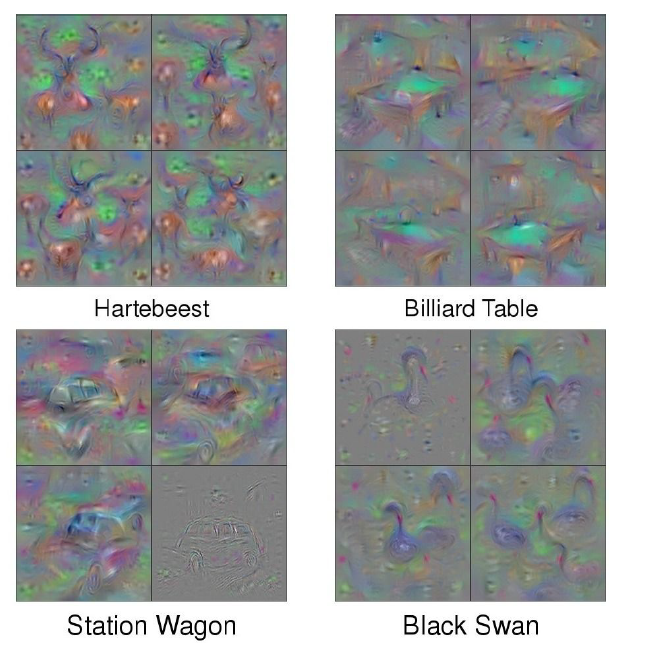 Hartebeest
Billiard Table
Station Wagon
Black Swan